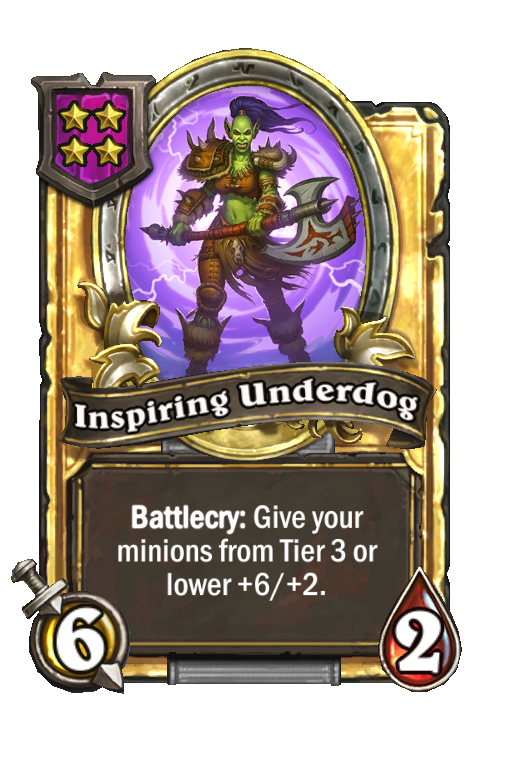 Inspiring Underdog
Battlecry: Give your
minions from Tier 3 or
lower +6/+2.
6
2